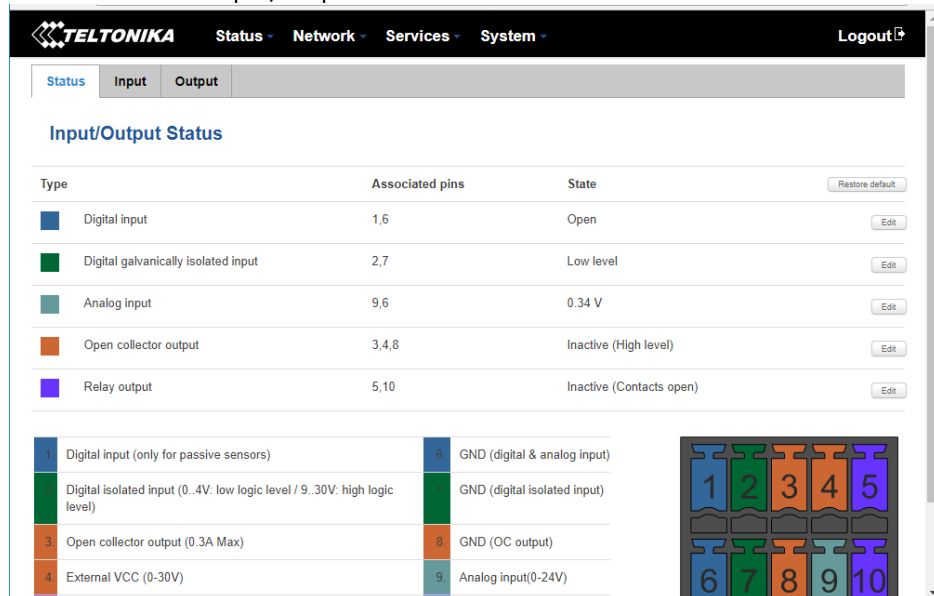 TELTONIKA Status Network Services System Logout
Status Input Output
Input/Output Status
Type Associated pins State Restore default
Digital input 1,6 Open Edit
Digital galvanically isolated input 2,7 Low level Edit
Analog input 9,6 0.34 V Edit
Open collector output 3,4,8 Inactive (High level) Edit
Relay output 5,10 Inactive (Contacts open) Edit
1. Digital input (only for passive sensors) 6. GND (digital & analog input)
Digital isolated input (0..4V: low logic level / 9..30V: high logic level) GND (digital isolated input)
3. Open collector output (0.3A Max) 8. GND (OC output)
4. External VCC (0-30V) 9. Analog input(0-24V)
1 2 3 4 5
6 7 8 9 10